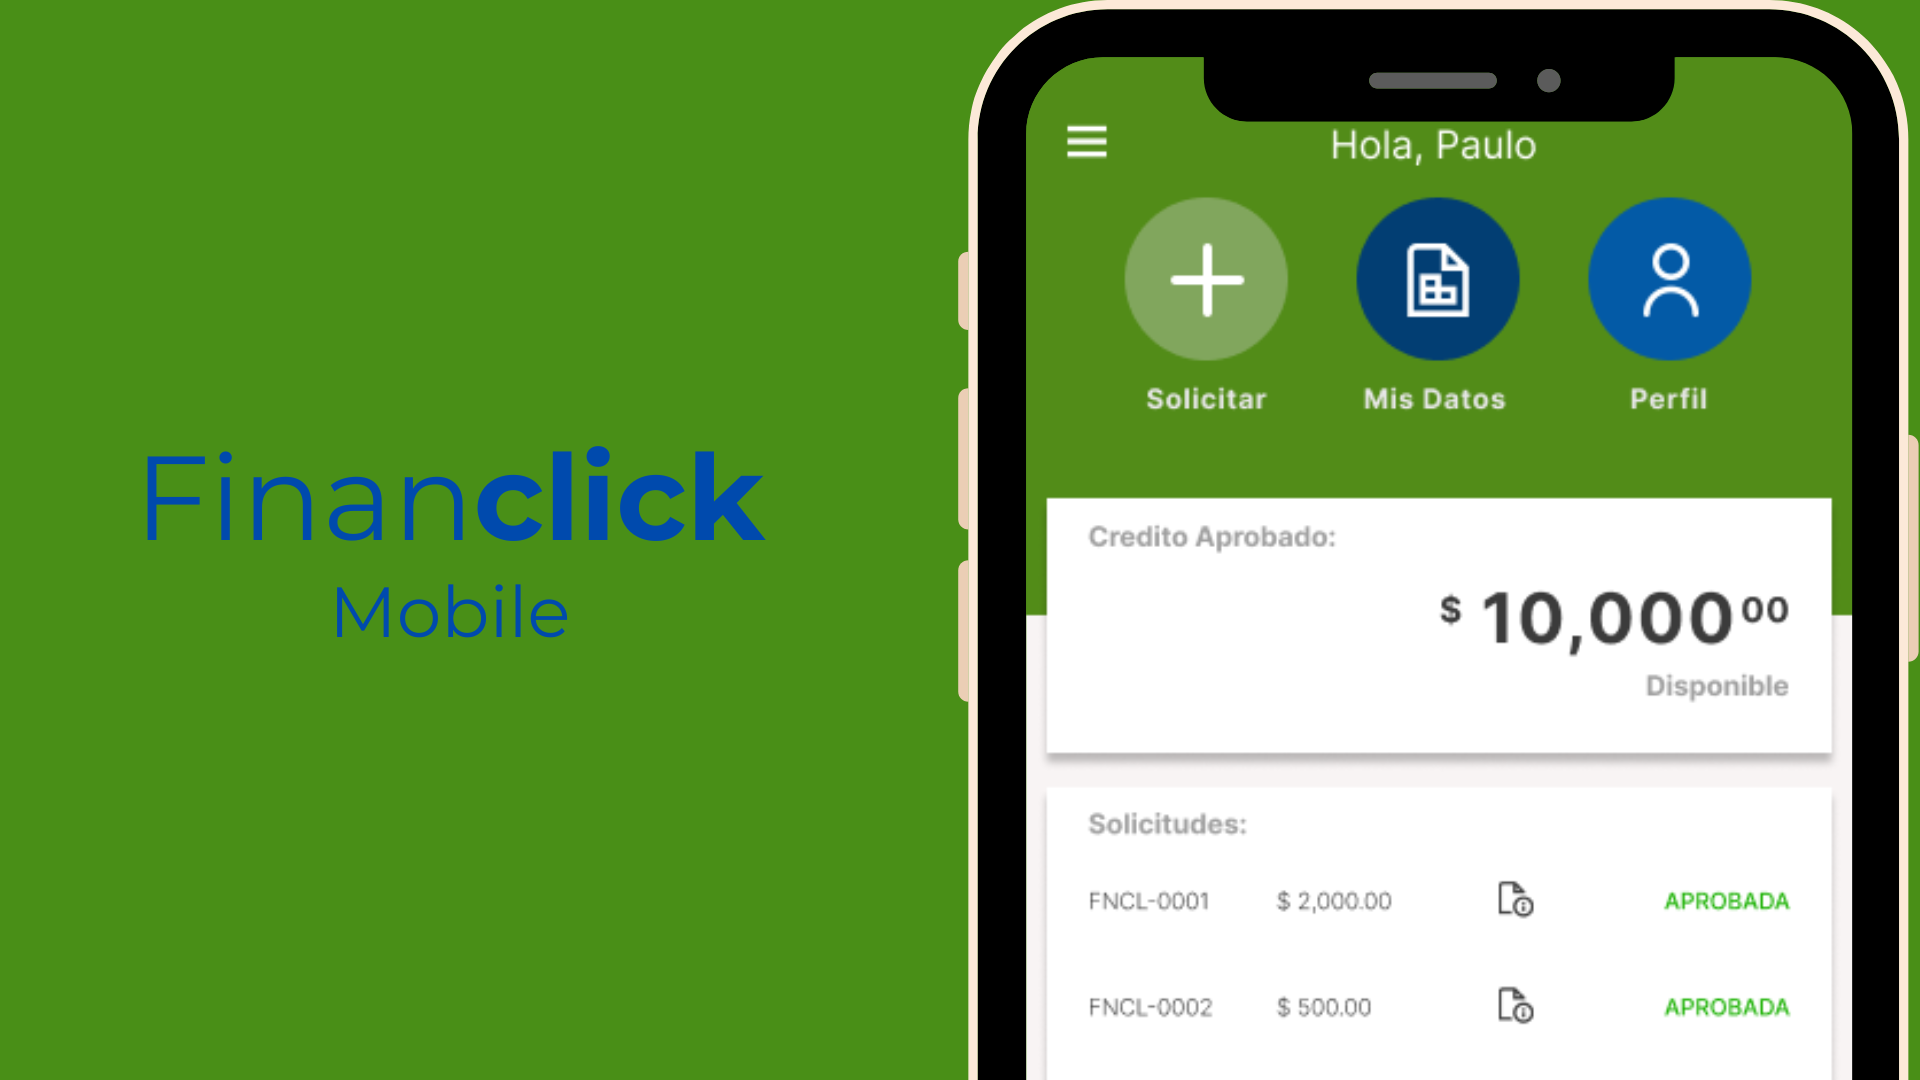 Financlick
Mobile
Hola, Paulo
Solicitar Mis Datos Perfil
Credito Aprobado:
$ 10,000 00
Disponible
Solicitudes:
FNCL-0001 $ 2,000.00 APROBADA
FNCL-0002 $ 500.00 APROBADA